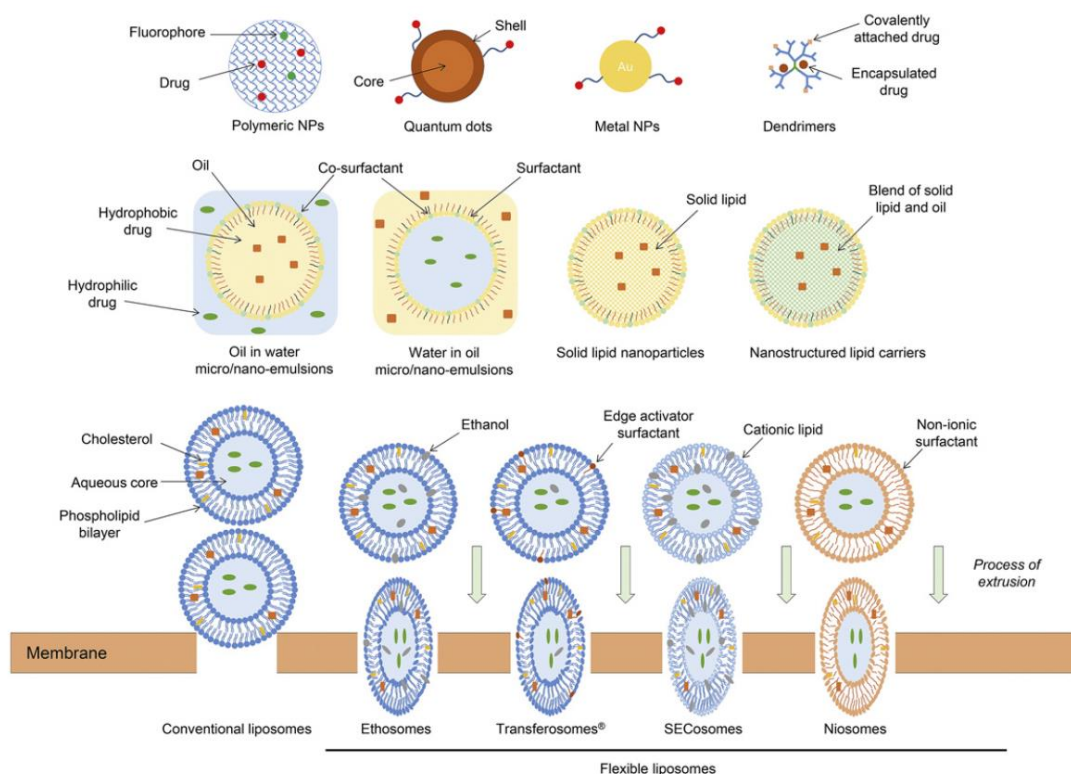 Fluorophore
Drug
Polymeric NPs
Shell
Core
Quantum dots
Au
Metal NPs
Covalently
attached drug
Encapsulated
drug
Dendrimers
Oil
Co-surfactant
Surfactant
Hydrophobic
drug
Hydrophilic
drug
Oil in water
micro/nano-emulsions
Water in oil
micro/nano-emulsions
Solid lipid
Solid lipid nanoparticles
Blend of solid
lipid and oil
Nanostructured lipid carriers
Cholesterol
Aqueous core
Phospholipid
bilayer
Ethanol
Edge activator
surfactant
Cationic lipid
Non-ionic
surfactant
Process of
extrusion
Membrane
Conventional liposomes
Ethosomes
Transferosomes®
SECosomes
Niosomes
Flexible liposomes